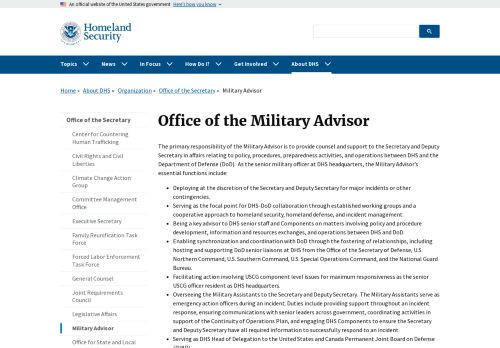 An official website of the United States government Here's how you know
Homeland
Security
Topics
News
In Focus
How Do I?
Get Involved
About DHS
Home
About DHS
Organization
Office of the Secretary
Military Advisor
Office of the Secretary
Center for Countering
Human Trafficking
Civil Rights and Civil
Liberties
Climate Change Action
Group
Committee Management
Office
Executive Secretary
Family Reunification Task
Force
Forced Labor Enforcement
Task Force
General Counsel
Joint Requirements
Council
Legislative Affairs
Military Advisor
Office for State and Local
Office of the Military Advisor
The primary responsibility of the Military Advisor is to provide counsel and support to the Secretary and Deputy
Secretary in affairs relating to policy, procedures, preparedness activities, and operations between DHS and the
Department of Defense (DoD). As the senior military officer at DHS headquarters, the Military Advisor's
essential functions include:
Deploying at the discretion of the Secretary and Deputy Secretary for major incidents or other
contingencies.
Serving as the focal point for DHS-DoD collaboration through established working groups and a
cooperative approach to homeland security, homeland defense, and incident management.
Being a key advisor to DHS senior staff and Components on matters involving policy and procedure
development, information and resources exchanges, and operations between DHS and DoD.
Enabling synchronization and coordination with DoD through the fostering of relationships, including
hosting and supporting DoD senior liaisons at DHS from the Office of the Secretary of Defense, U.S.
Northern Command, U.S. Southern Command, U.S. Special Operations Command, and the National Guard
Bureau.
Facilitating action involving USCG component level issues for maximum responsiveness as the senior
USCG officer resident as DHS headquarters.
Overseeing the Military Assistants to the Secretary and Deputy Secretary. The Military Assistants serve as
emergency action officers during an incident. Duties include providing support throughout an incident
response, ensuring communications with senior leaders across government, coordinating activities in
support of the Continuity of Operations Plan, and engaging DHS Components to ensure the
Secretary and Deputy Secretary have all required information to successfully respond to an incident.
Serving as DHS Head of Delegation to the United States and Canada Permanent Joint Board on Defense